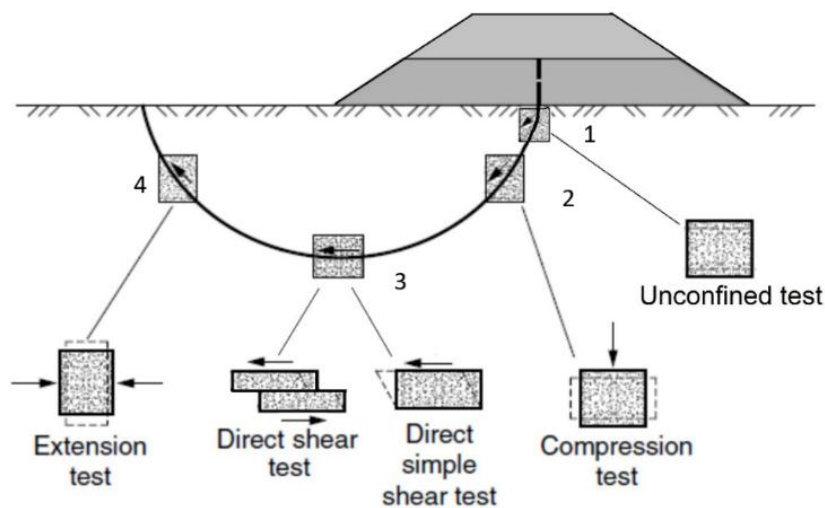 1
4
2
3
Unconfined test
Extension
test
Direct shear
test
Direct
simple
shear test
Compression
test